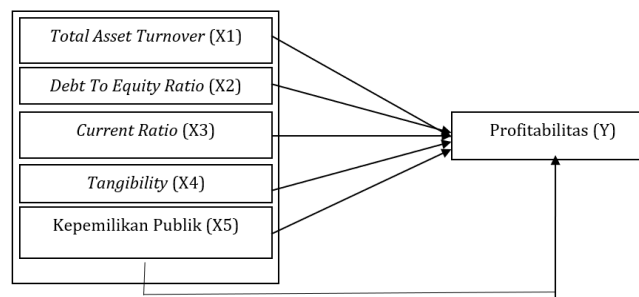 Total Asset Turnover (X1)
Debt To Equity Ratio (X2)
Current Ratio (X3)
Tangibility (X4)
Kepemilikan Publik (X5)
Profitabilitas (Y)